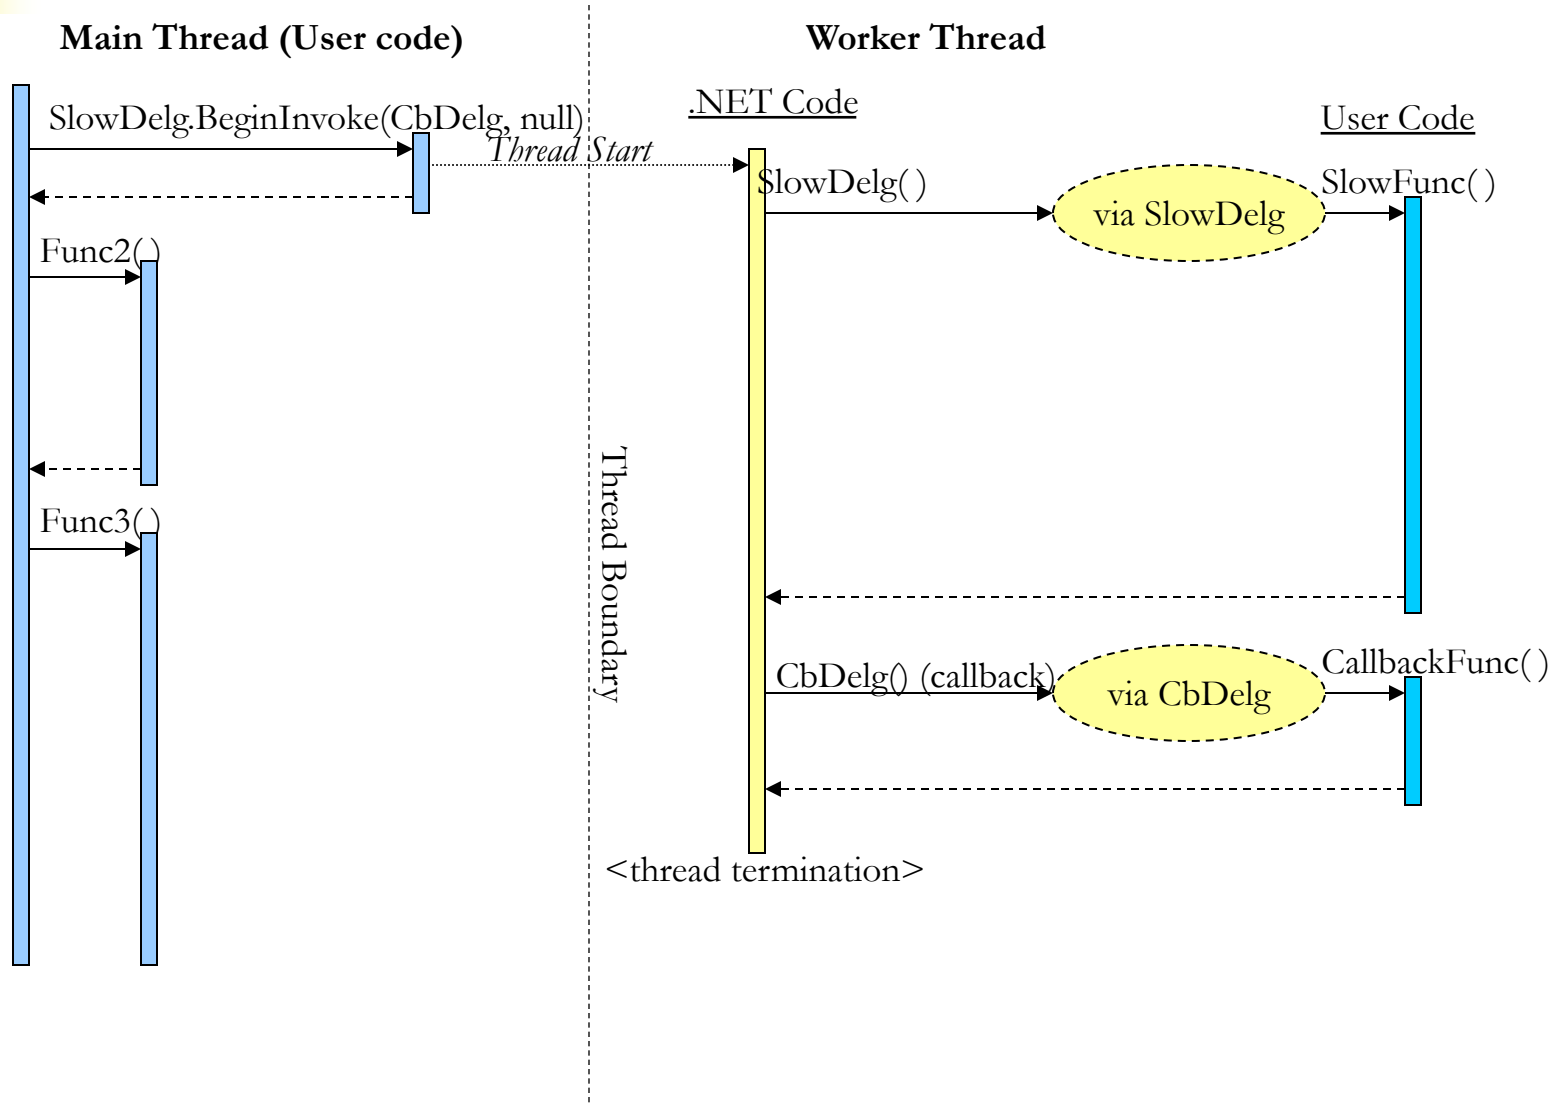 Main Thread (User code)
Worker Thread
SlowDelg.BeginInvoke(CbDelg, null)
Thread Start
.NET Code
User Code
SlowDelg( )
via SlowDelg
SlowFunc( )
Func2( )
Func3( )
Thread Boundary
CbDelg() (callback)
via CbDelg
CallbackFunc( )
<thread termination>